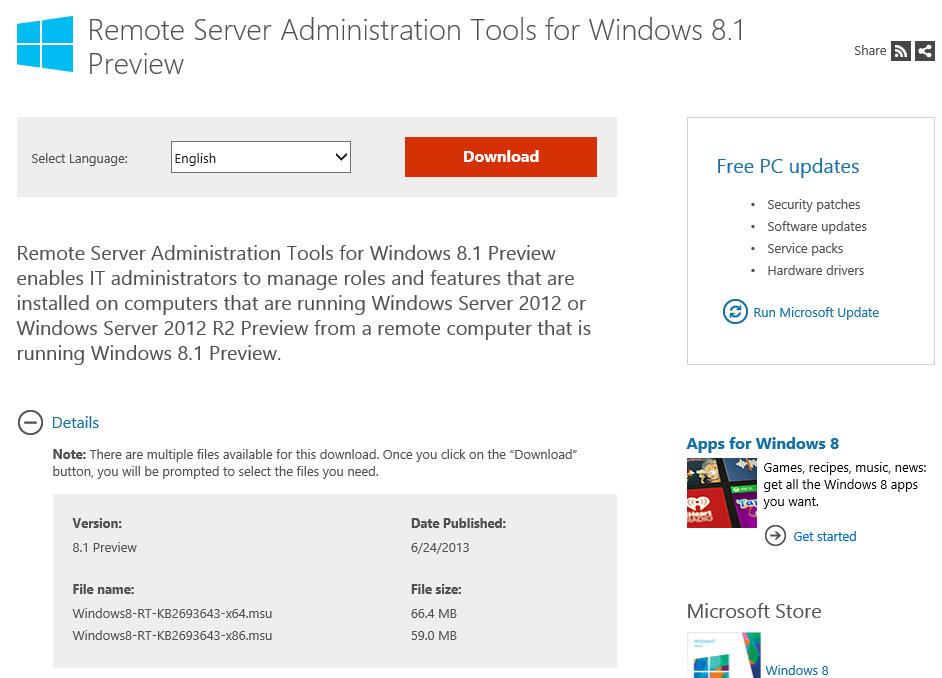 Remote Server Administration Tools for Windows 8.1
Preview
Share
Select Language:
English
Download
Remote Server Administration Tools for Windows 8.1 Preview
enables IT administrators to manage roles and features that are
installed on computers that are running Windows Server 2012 or
Windows Server 2012 R2 Preview from a remote computer that is
running Windows 8.1 Preview.
Details
Note: There are multiple files available for this download. Once you click on the “Download”
button, you will be prompted to select the files you need.
Version:
8.1 Preview
Date Published:
6/24/2013
File name:
Windows8-RT-KB2693643-x64.msu
Windows8-RT-KB2693643-x86.msu
File size:
66.4 MB
59.0 MB
Free PC updates
• Security patches
• Software updates
• Service packs
• Hardware drivers
Run Microsoft Update
Apps for Windows 8
iHeart
RADIO
Games, recipes, music, news:
get all the Windows 8 apps
you want.
Get started
Microsoft Store
Windows 8